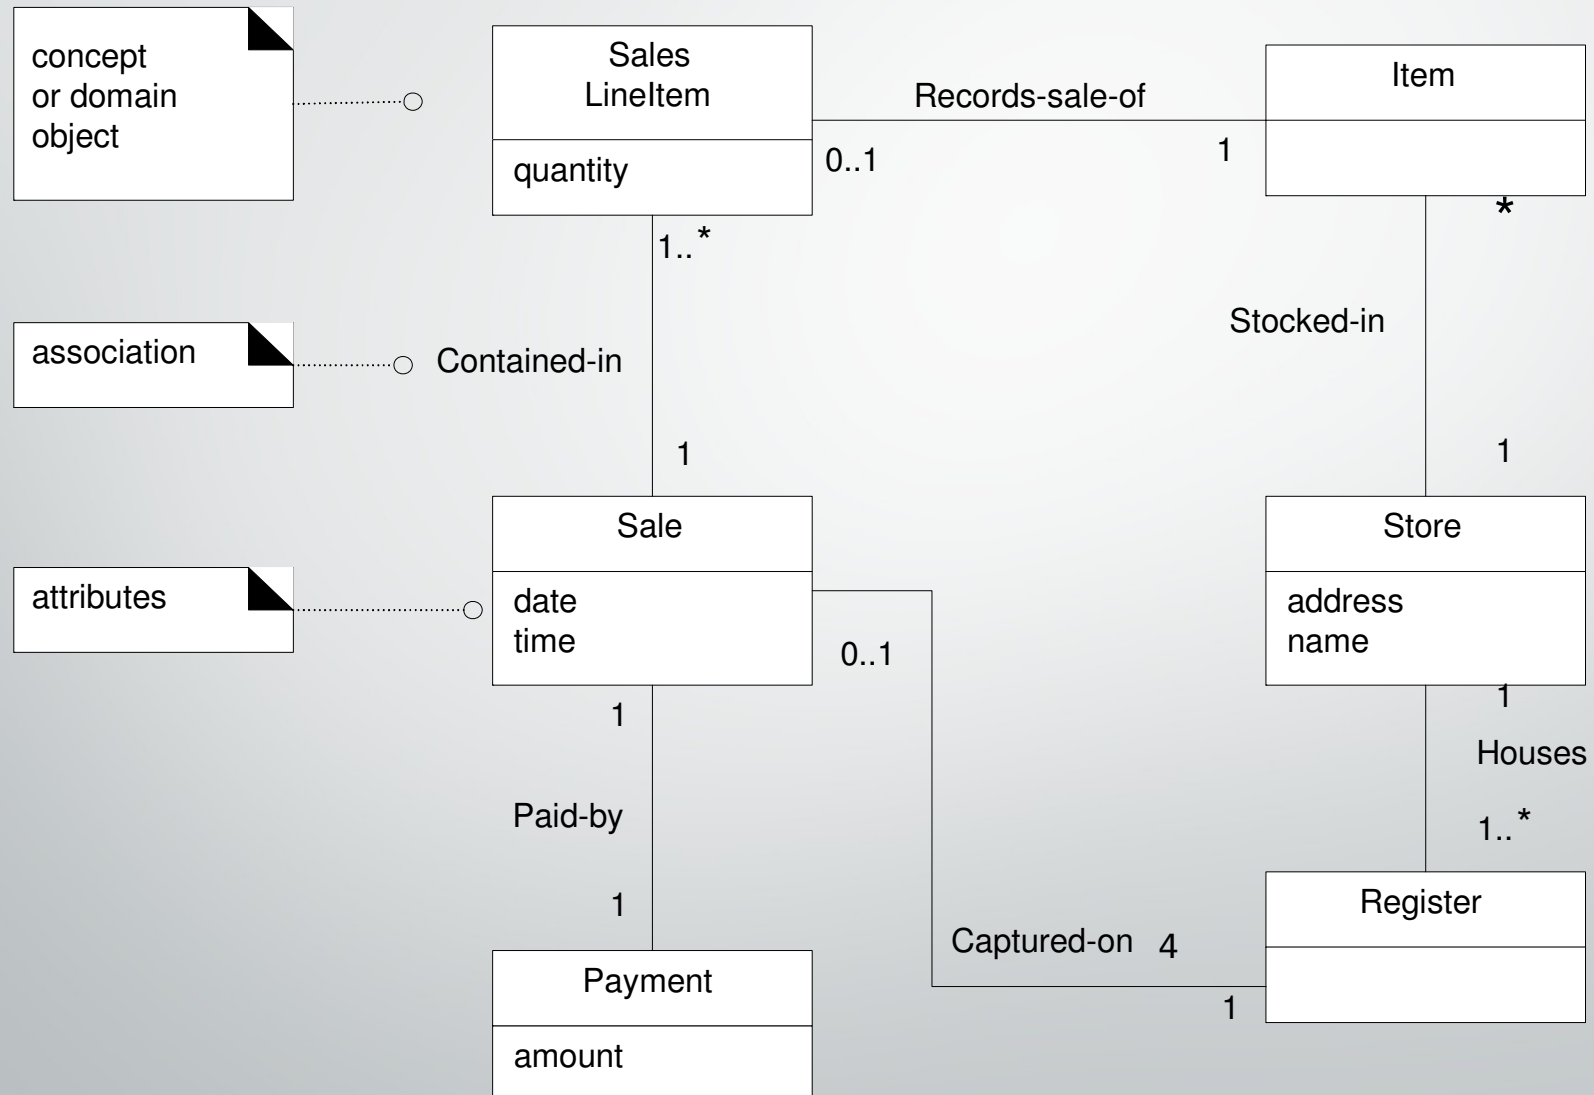 concept
or domain
object
Sales
LineItem
quantity
Records-sale-of
0..1
1
Item
*
1..*
Stocked-in
association
Contained-in
1
1
Sale
date
time
Store
address
name
attributes
0..1
1
1
Houses
Paid-by
1..*
1
Register
Captured-on 4
1
Payment
amount